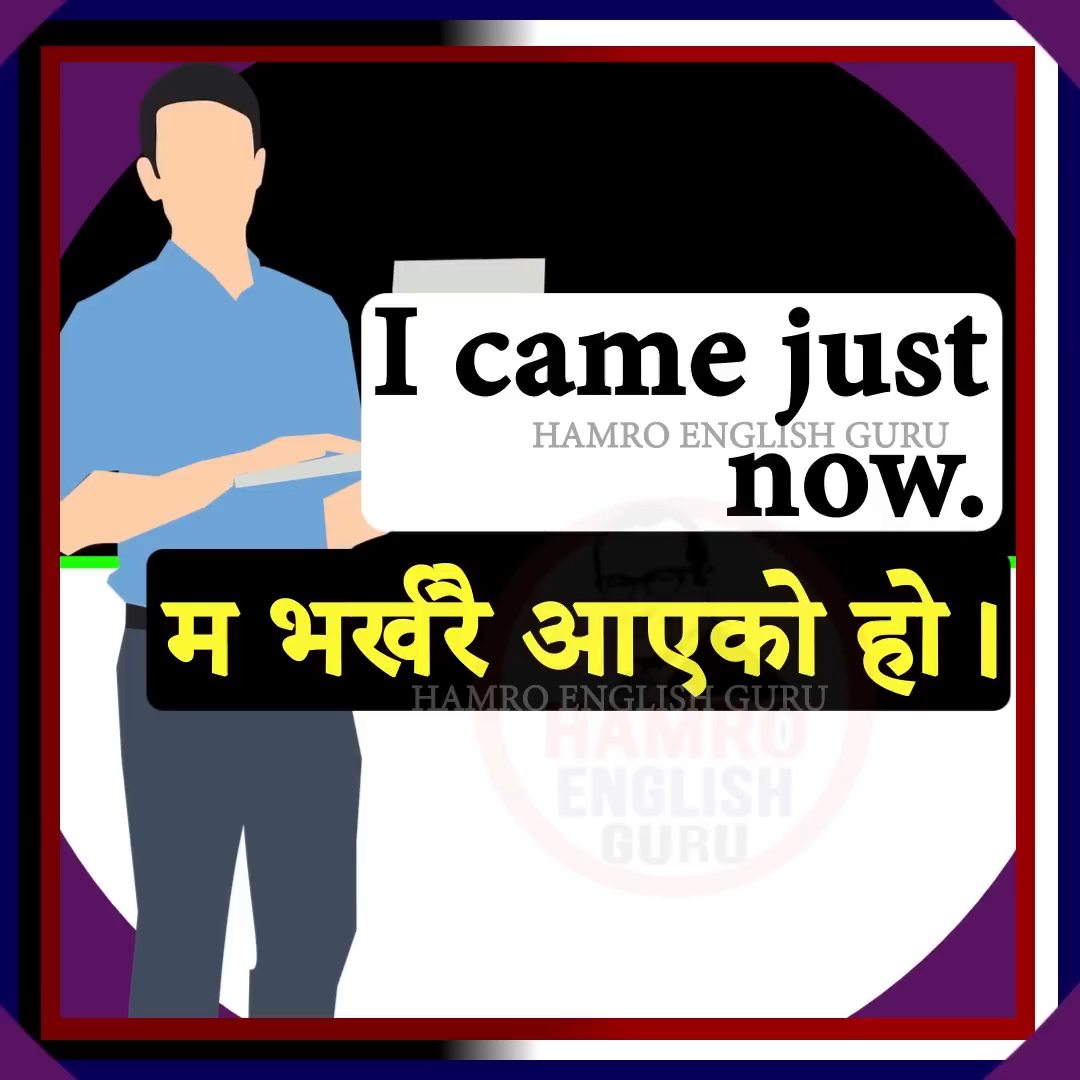 I came just
HAMRO ENGLISH GURU
now.
म भर्खरै आएको हो ।
HAMRO ENGLISH GURU
HAMRO
ENGLISH
GURU